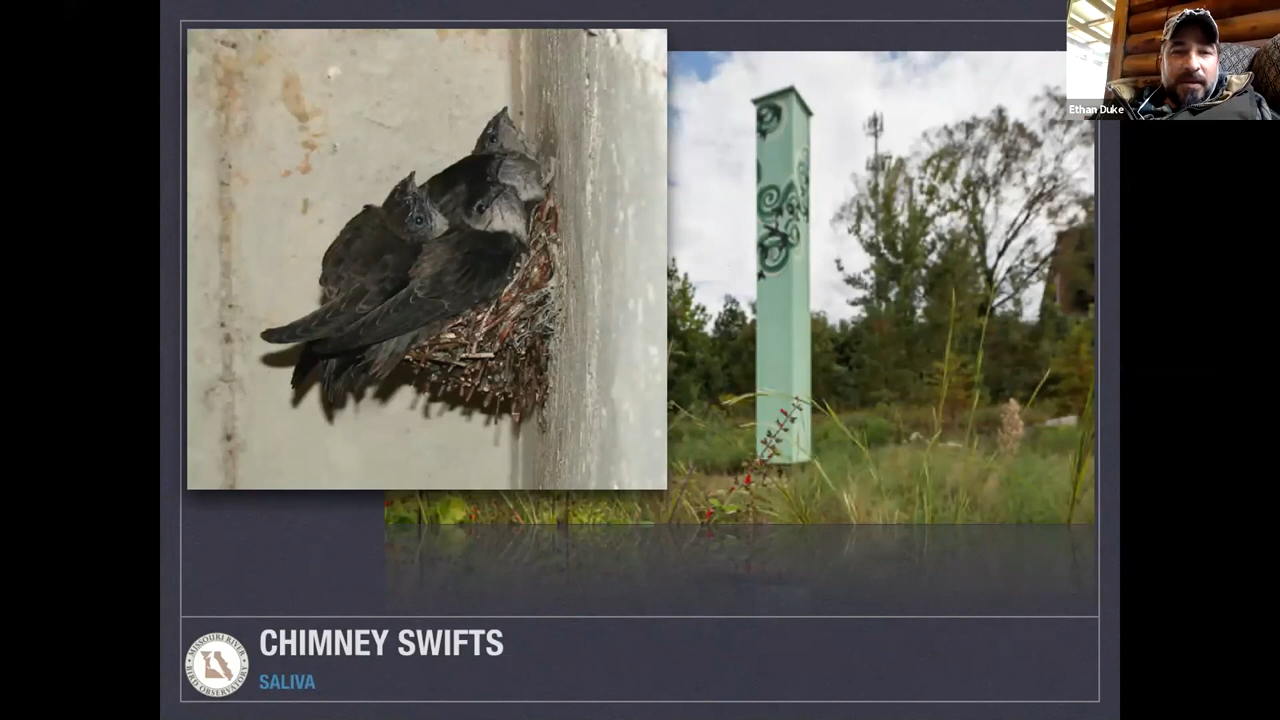 Ethan Duke
CHIMNEY SWIFTS
SALIVA
MISSOURI RIVER
BIRD OBSERVATORY